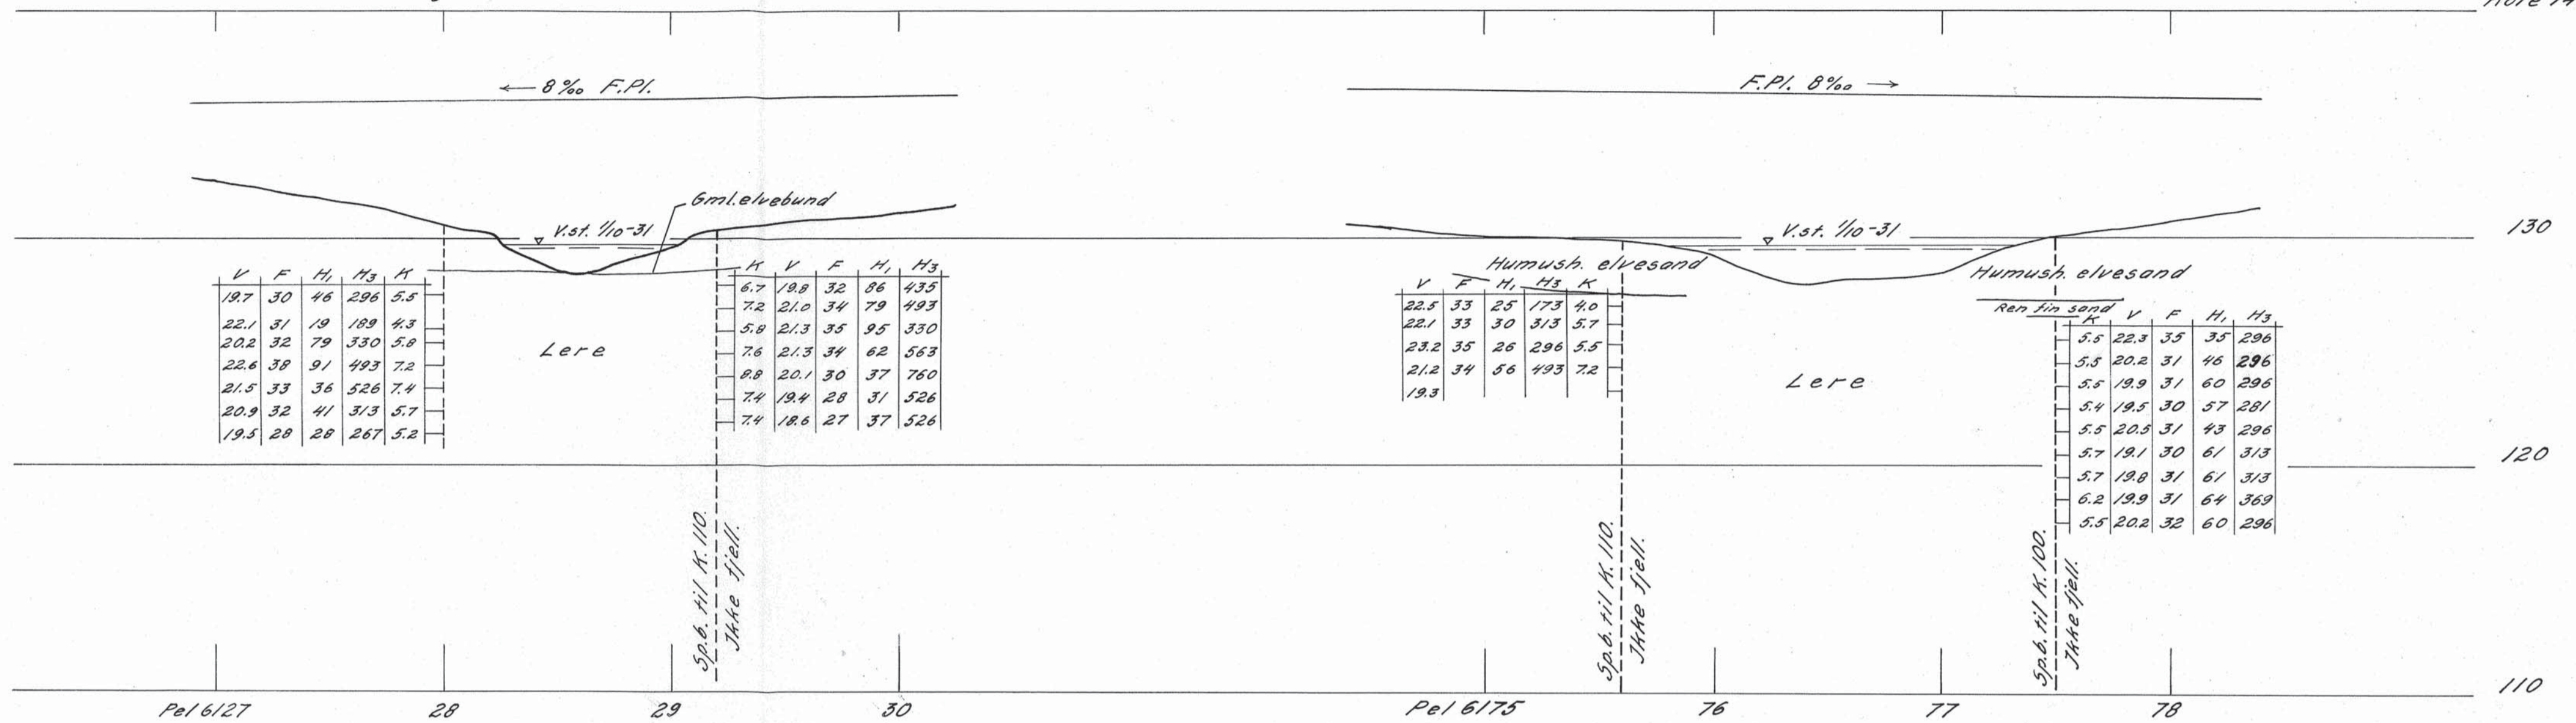 ← 8‰ F.Pl.
F.Pl. 8‰ →
Gml. elvebund
V.st. 1/10-31
V.st. 1/10-31
130
V F H₁ H₃ K
19.7 30 46 296 5.5
22.1 31 19 189 4.3
20.2 32 79 330 5.8
22.6 38 91 493 7.2
21.5 33 36 526 7.4
20.9 32 41 313 5.7
19.5 28 28 267 5.2
Lere
K V F H₁ H₃
6.7 19.8 32 86 435
7.2 21.0 34 79 493
5.8 21.3 35 95 330
7.6 21.3 34 62 563
8.8 20.1 30 37 760
7.4 19.4 28 31 526
7.4 18.6 27 37 526
Humush. elvesand
V F H₁ H₃ K
22.5 33 25 173 4.0
22.1 33 30 313 5.7
23.2 35 26 296 5.5
21.2 34 56 493 7.2
19.3
Lere
Humush. elvesand
Ren fin sand
K V F H₁ H₃
5.5 22.3 35 35 296
5.5 20.2 31 46 296
5.5 19.9 31 60 296
5.4 19.5 30 57 281
5.5 20.5 31 43 296
5.7 19.1 30 61 313
5.7 19.8 31 61 313
6.2 19.9 31 64 369
5.5 20.2 32 60 296
120
Sp.b. til K. 110.
Ikke fjell.
Sp.b. til K. 110.
Ikke fjell.
Sp.b. til K. 100.
Ikke fjell.
110
Pel 6127 28 29 30
Pel 6175 76 77 78